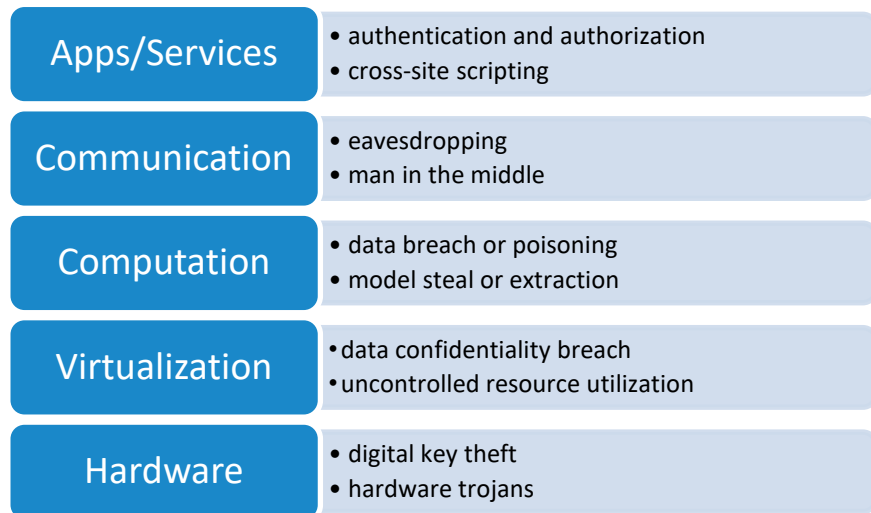 Apps/Services
• authentication and authorization
• cross-site scripting
Communication
• eavesdropping
• man in the middle
Computation
• data breach or poisoning
• model steal or extraction
Virtualization
•data confidentiality breach
•uncontrolled resource utilization
Hardware
• digital key theft
• hardware trojans